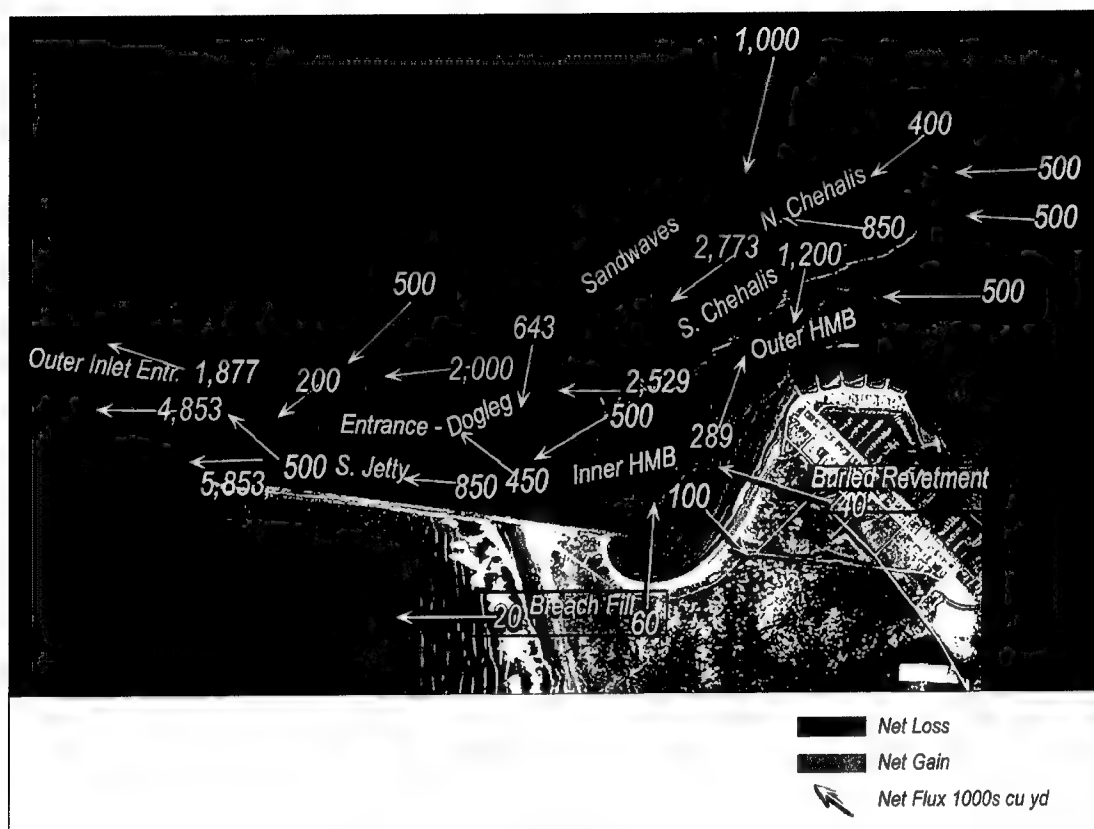 1,000
400
500
N. Chehalis
500
850
Sandwaves
2,773
1,200
S. Chehalis
500
500
643
Outer HMB
Outer Inlet Entr. 1,877
200
2,000
2,529
4,853
Entrance - Dogleg
500
289
Inner HMB
500
S. Jetty
850
450
5,853
100
Buried Revetment
40
20
Breach Fill
60
Net Loss
Net Gain
Net Flux 1000s cu yd